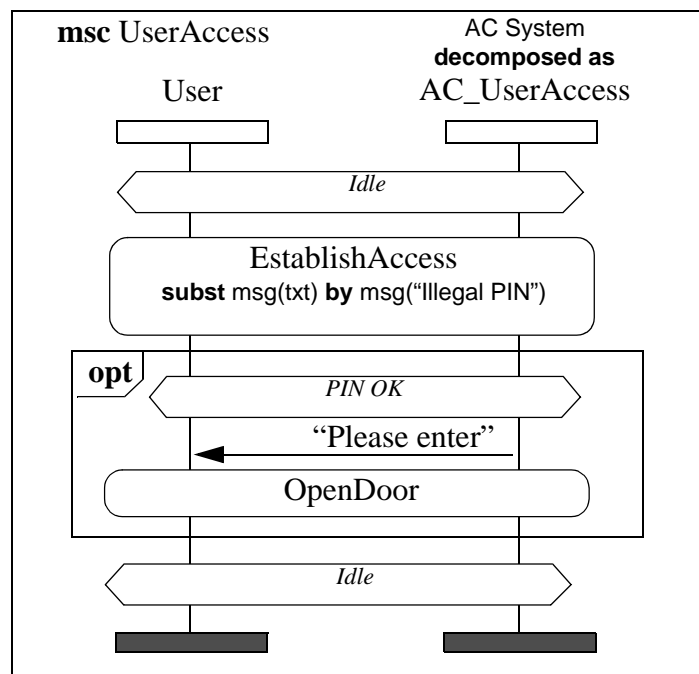 msc UserAccess
AC System
decomposed as
User
AC_UserAccess
Idle
EstablishAccess
subst msg(txt) by msg(“Illegal PIN”)
opt
PIN OK
“Please enter”
OpenDoor
Idle